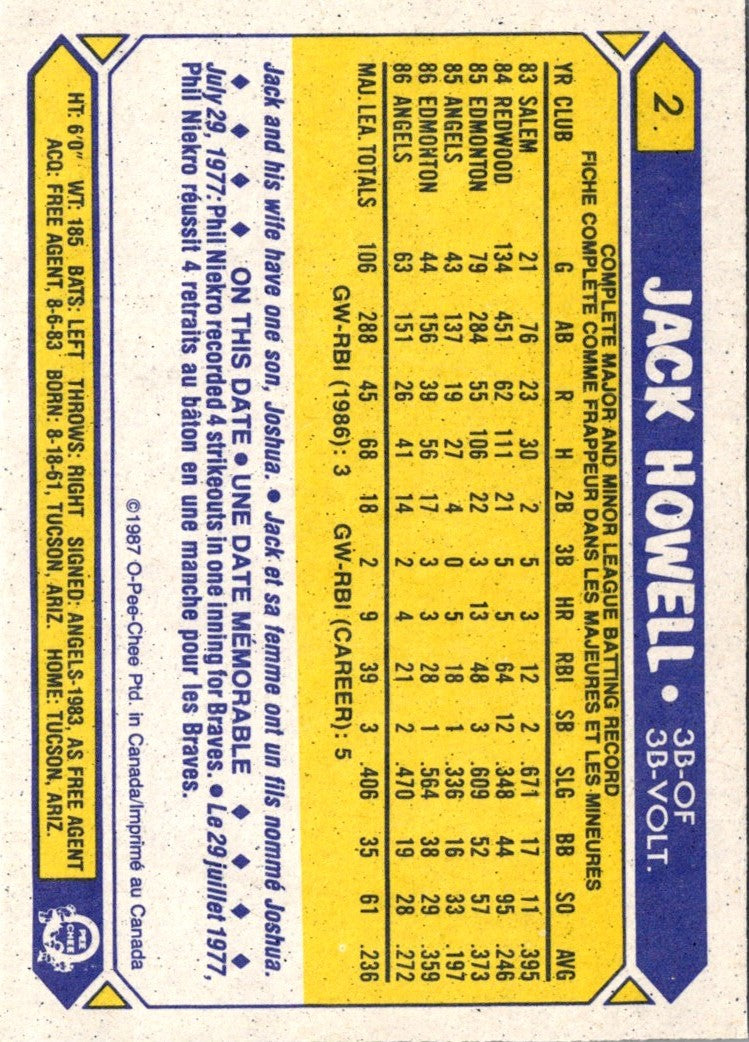 2
JACK HOWELL • 3B-OF
3B-VOLT.
COMPLETE MAJOR AND MINOR LEAGUE BATTING RECORD
FICHE COMPLÈTE COMME FRAPPEUR DANS LES MAJEURES ET LES MINEURES
YR CLUB G AB R H 2B 3B HR RBI SB SLG BB SO AVG
83 SALEM 21 76 23 30 2 5 3 12 2 .671 17 11 .395
84 REDWOOD 134 451 62 111 21 5 5 64 12 .348 44 95 .246
85 EDMONTON 79 284 55 106 22 3 13 48 3 .609 52 57 .373
85 ANGELS 43 137 19 27 4 0 5 18 1 .336 16 33 .197
86 EDMONTON 44 156 39 56 17 3 3 28 1 .564 38 29 .359
86 ANGELS 63 151 26 41 14 2 4 21 2 .470 19 28 .272
MAJ. LEA. TOTALS 106 288 45 68 18 2 9 39 3 .406 35 61 .236
GW-RBI (1986): 3 GW-RBI (CAREER): 5
Jack and his wife have one son, Joshua. • Jack et sa femme ont un fils nommé Joshua.
♦ ♦ ♦ ♦ ♦ ON THIS DATE • UNE DATE MÉMORABLE ♦ ♦ ♦ ♦ ♦
July 29, 1977: Phil Niekro recorded 4 strikeouts in one inning for Braves. • Le 29 juillet 1977,
Phil Niekro réussit 4 retraits au bâton en une manche pour les Braves.
©1987 O-Pee-Chee Ptd. in Canada/Imprimé au Canada
HT: 6'0" WT: 185 BATS: LEFT THROWS: RIGHT SIGNED: ANGELS-1983, AS FREE AGENT
ACQ: FREE AGENT, 8-6-83 BORN: 8-18-61, TUCSON, ARIZ. HOME: TUCSON, ARIZ.
O
PEE
CHEE